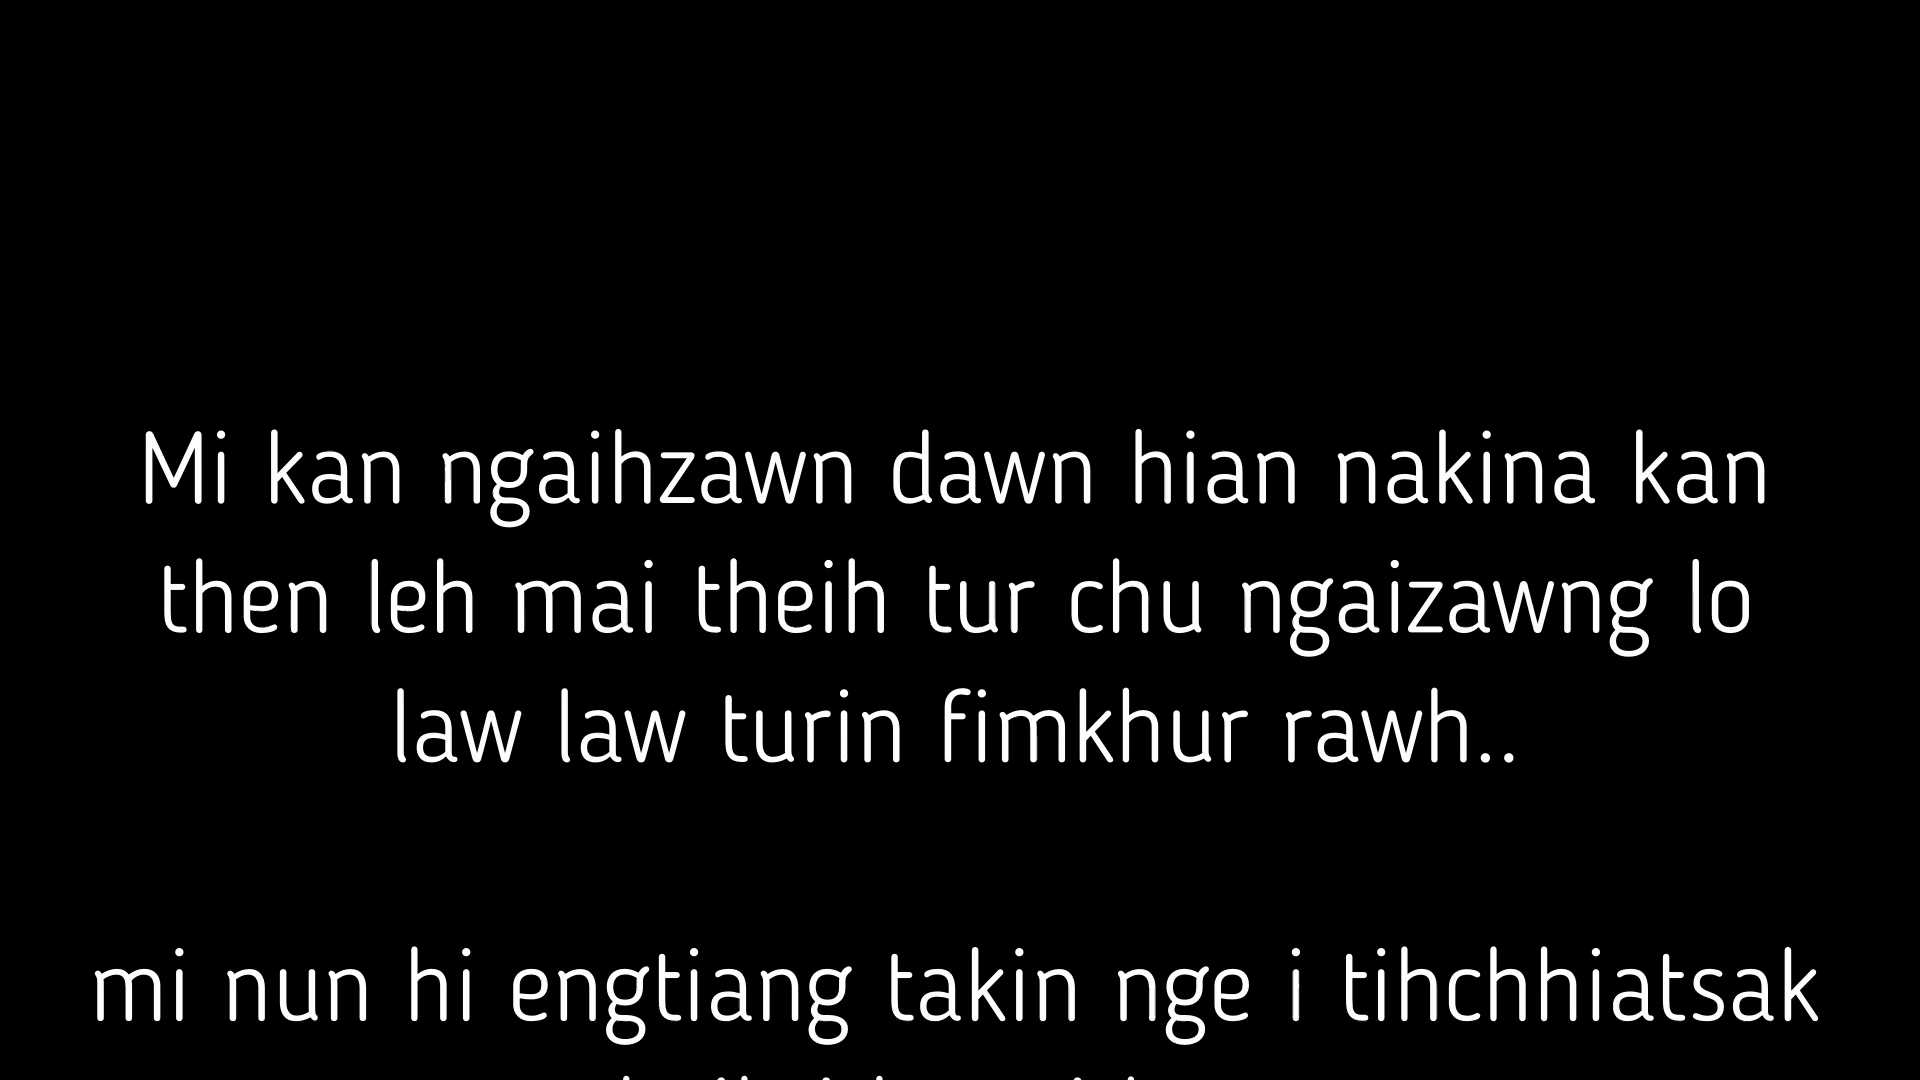 Mi kan ngaihzawn dawn hian nakina kan
then leh mai theih tur chu ngaizawng lo
law law turin fimkhur rawh..
mi nun hi engtiang takin nge i tihchhiatsak